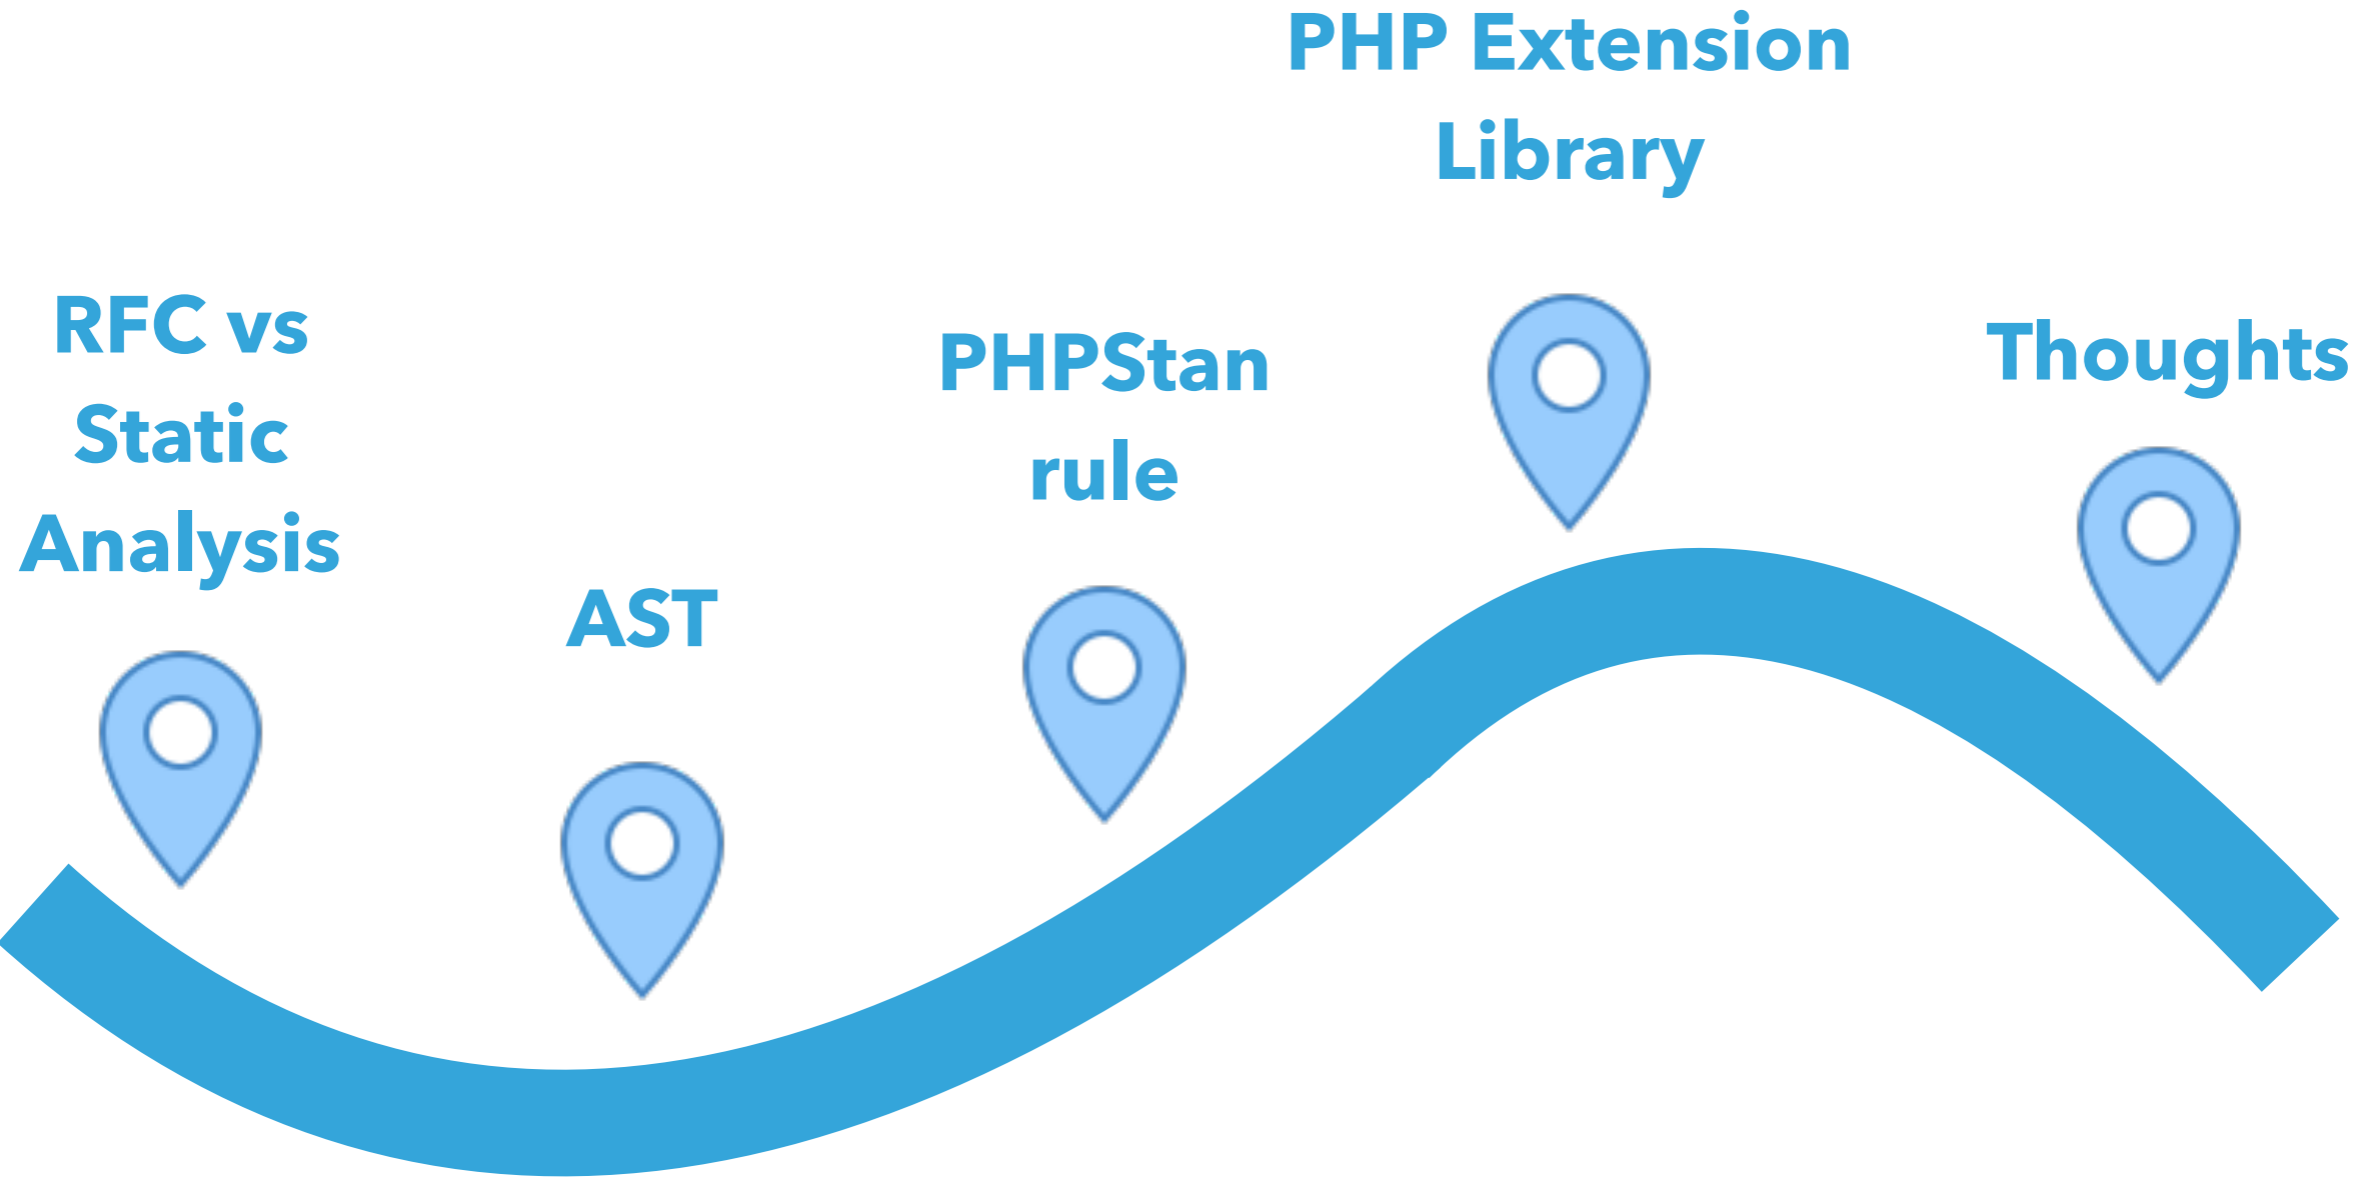 RFC vs
Static
Analysis
AST
PHPStan
rule
PHP Extension
Library
Thoughts